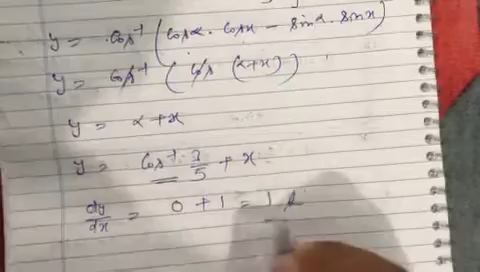 y = cos⁻¹ (cosα · cosx − sinα · sinx)
y = cos⁻¹ (cos (α+x))
y = α+x
y = cos⁻¹ 3/5 + x
dy/dx = 0 + 1 = 1